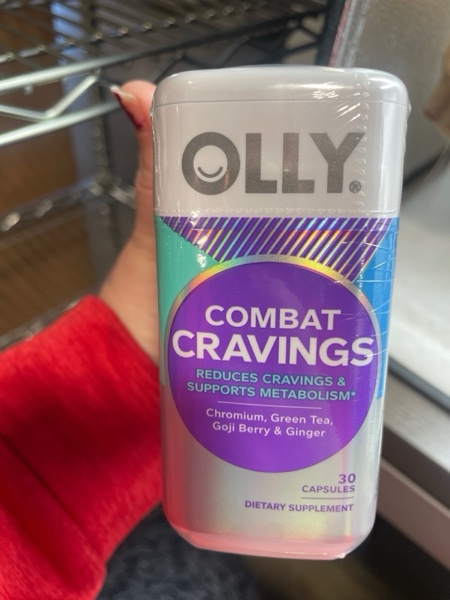 OLLY®
COMBAT
CRAVINGS
REDUCES CRAVINGS &
SUPPORTS METABOLISM*
Chromium, Green Tea,
Goji Berry & Ginger
30
CAPSULES
DIETARY SUPPLEMENT